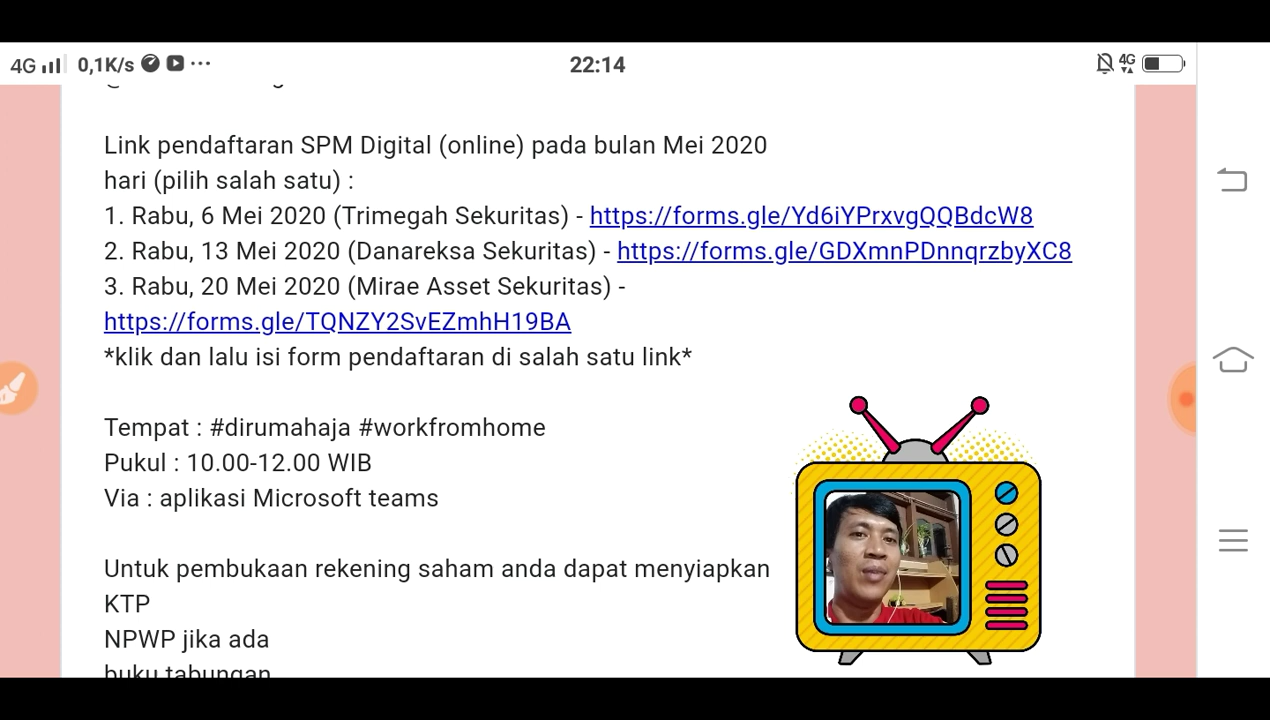 4G 0,1K/s ... 22:14 4G
Link pendaftaran SPM Digital (online) pada bulan Mei 2020
hari (pilih salah satu) :
1. Rabu, 6 Mei 2020 (Trimegah Sekuritas) - https://forms.gle/Yd6iYPrxvgQQBdcW8
2. Rabu, 13 Mei 2020 (Danareksa Sekuritas) - https://forms.gle/GDXmnPDnnqrzbyXC8
3. Rabu, 20 Mei 2020 (Mirae Asset Sekuritas) -
https://forms.gle/TQNZY2SvEZmhH19BA
*klik dan lalu isi form pendaftaran di salah satu link*
Tempat : #dirumahaja #workfromhome
Pukul : 10.00-12.00 WIB
Via : aplikasi Microsoft teams
Untuk pembukaan rekening saham anda dapat menyiapkan
KTP
NPWP jika ada
buku tabungan